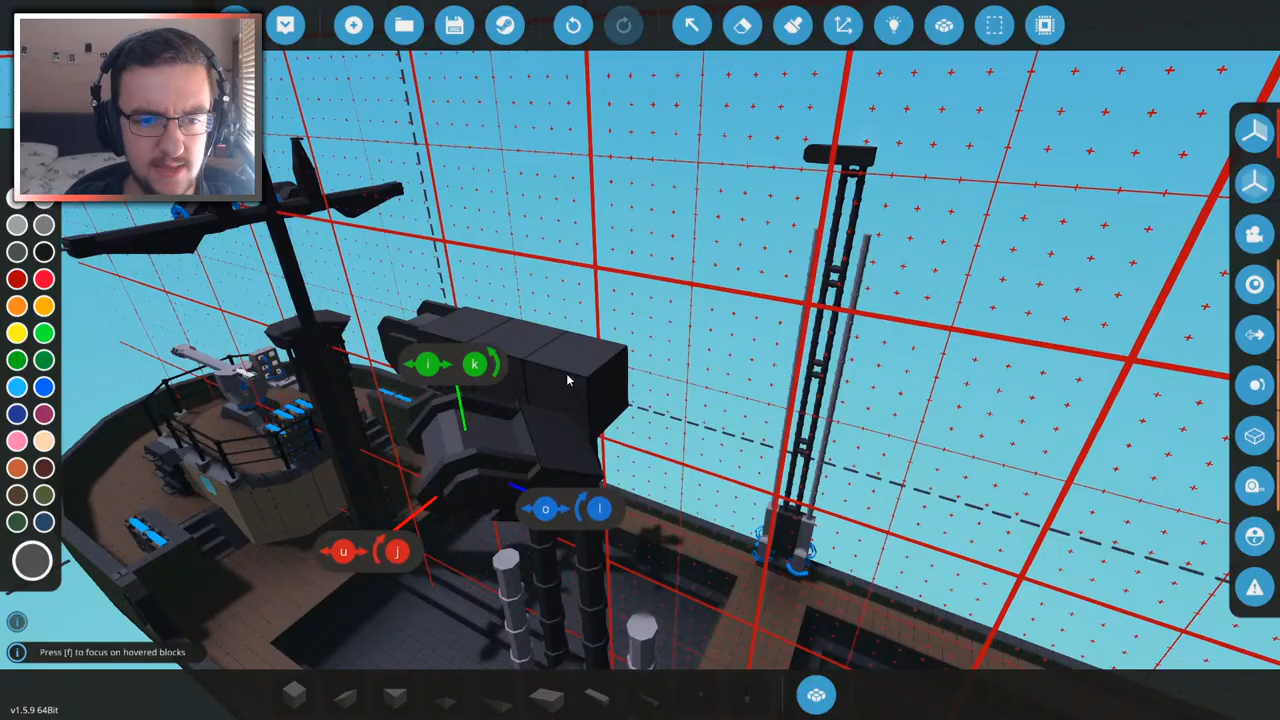 i k
o l
u j
Press [f] to focus on hovered blocks
v1.5.9 64Bit